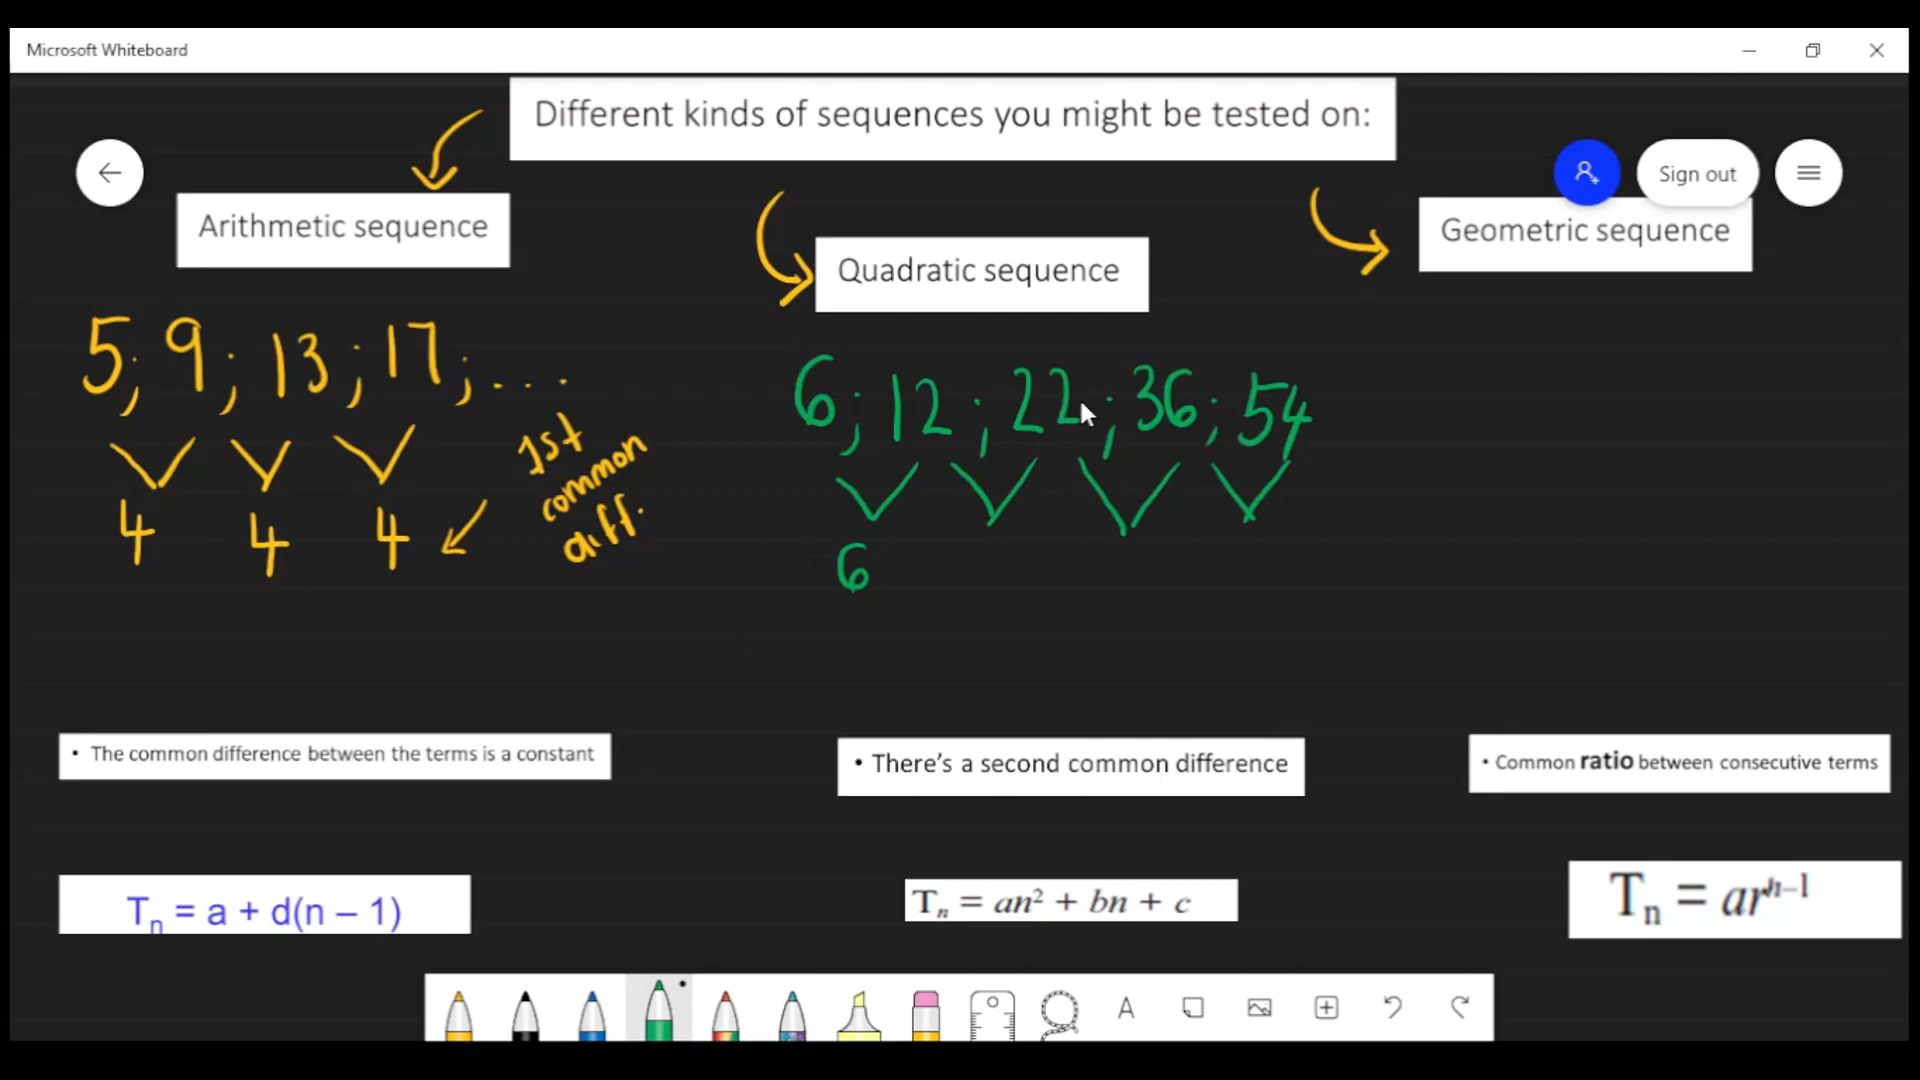 Microsoft Whiteboard
Different kinds of sequences you might be tested on:
Sign out
Arithmetic sequence
Quadratic sequence
Geometric sequence
5; 9; 13; 17; ...
4 4 4
1st
common
diff.
6; 12; 22; 36; 54
6
• The common difference between the terms is a constant
• There's a second common difference
• Common ratio between consecutive terms
Tₙ = a + d(n – 1)
Tₙ = an² + bn + c
Tₙ = arⁿ⁻¹
A